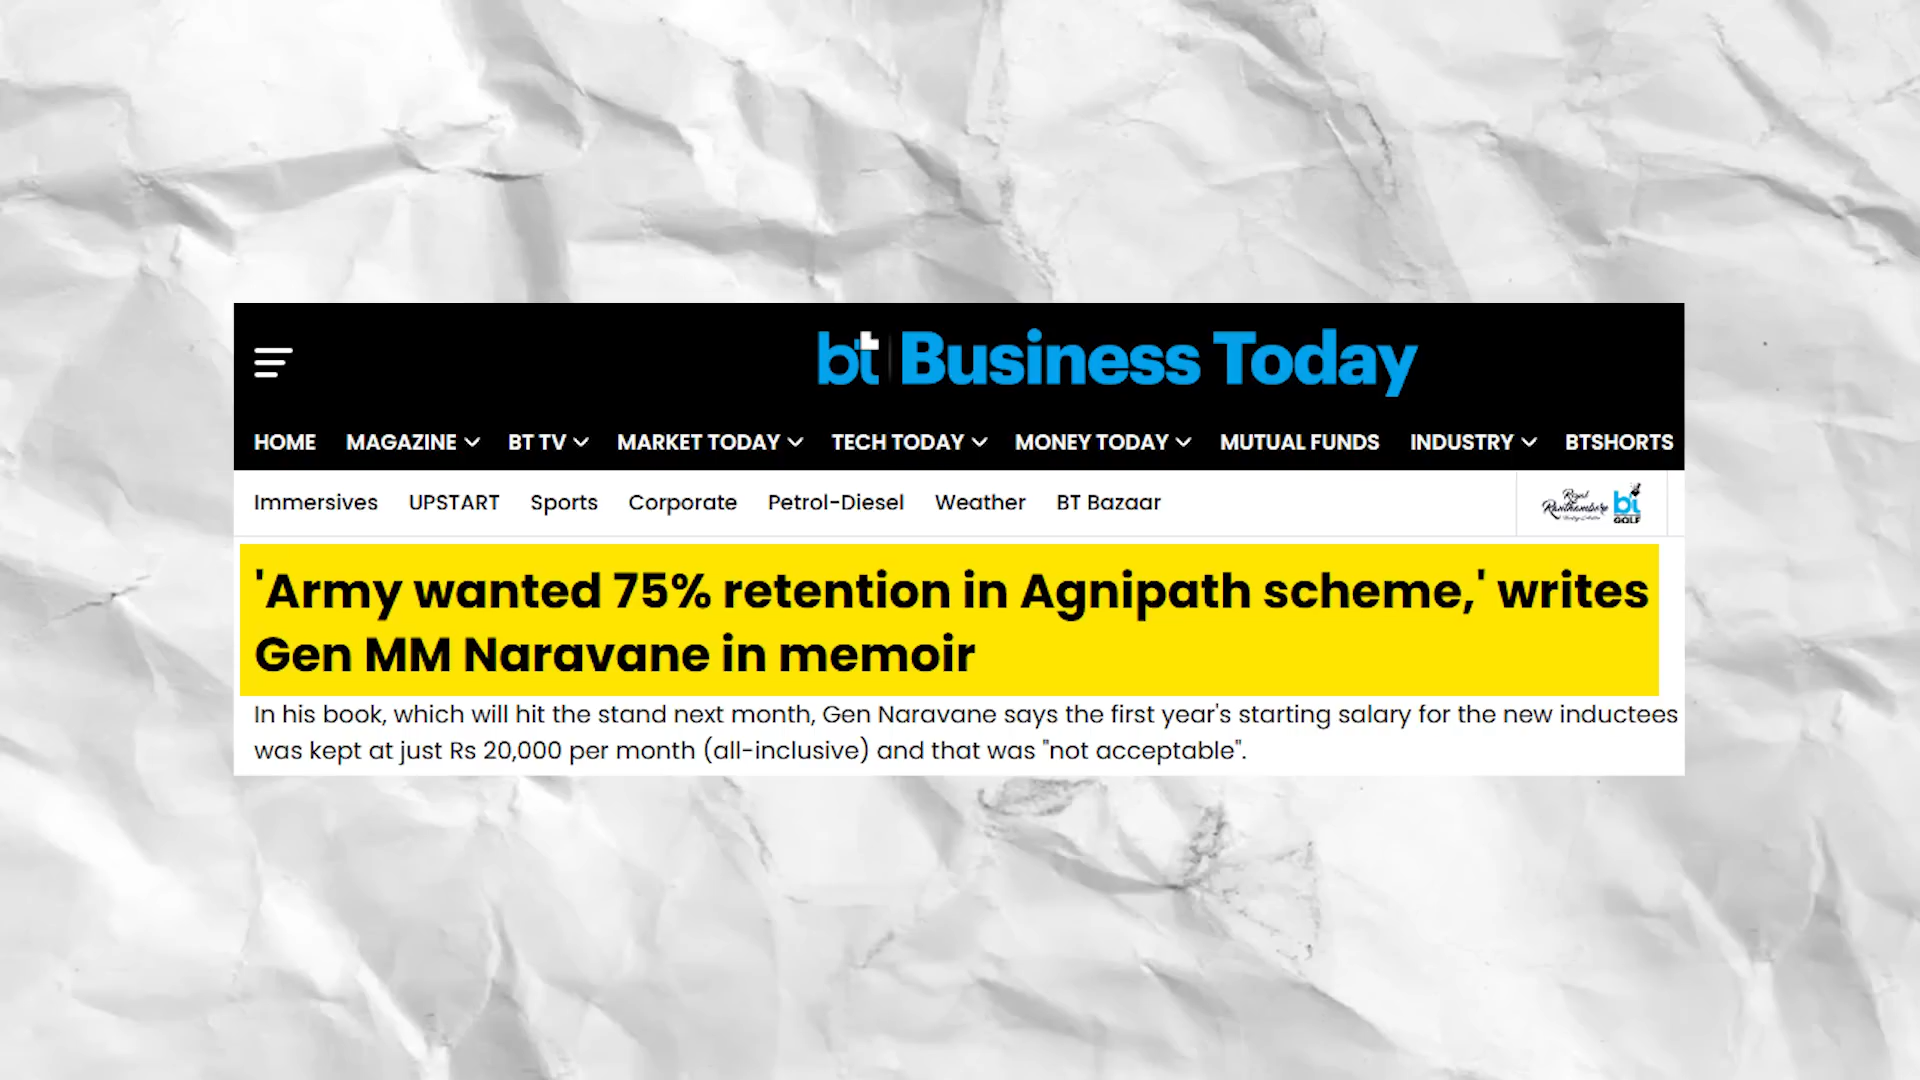 bt Business Today
HOME MAGAZINE BT TV MARKET TODAY TECH TODAY MONEY TODAY MUTUAL FUNDS INDUSTRY BTSHORTS
Immersives UPSTART Sports Corporate Petrol-Diesel Weather BT Bazaar
Royal Ranthambore bt
GOLF
'Army wanted 75% retention in Agnipath scheme,' writes
Gen MM Naravane in memoir
In his book, which will hit the stand next month, Gen Naravane says the first year's starting salary for the new inductees
was kept at just Rs 20,000 per month (all-inclusive) and that was "not acceptable".